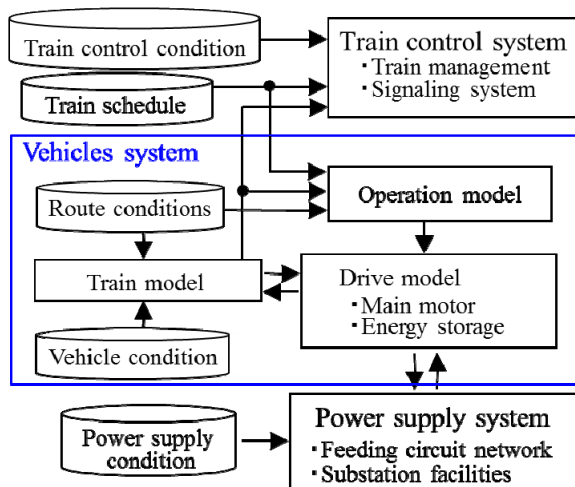 Train control condition
Train control system
・Train management
・Signaling system
Train schedule
Vehicles system
Route conditions
Operation model
Train model
Drive model
・Main motor
・Energy storage
Vehicle condition
Power supply
condition
Power supply system
・Feeding circuit network
・Substation facilities